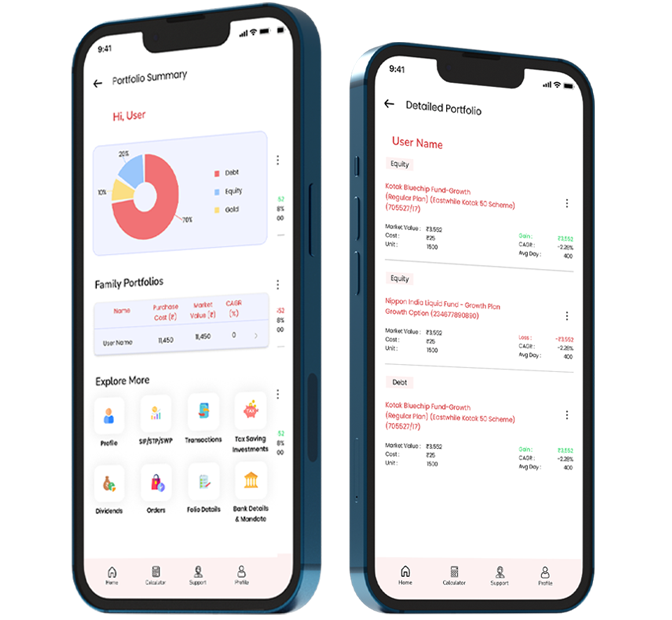 9:41
Portfolio Summary
Hi, User
20%
10%
70%
Debt
Equity
Gold
Family Portfolios
Name Purchase Cost (₹) Market Value (₹) CAGR (%)
User Name 11,450 11,450 0
Explore More
Profile SIP/STP/SWP Transactions Tax Saving Investments
Dividends Orders Folio Details Bank Details & Mandate
Home Calculator Support Profile
9:41
Detailed Portfolio
User Name
Equity
Kotak Bluechip Fund-Growth
(Regular Plan) (Eastwhile Kotak 50 Scheme)
(705527/17)
Market Value : ₹3,552 Gain : ₹3,552
Cost : ₹25 CAGR : -2.28%
Unit : 1500 Avg Day : 400
Equity
Nippon India Liquid Fund - Growth Plan
Growth Option (234677890890)
Market Value : ₹3,552 Loss : -₹3,552
Cost : ₹25 CAGR : -2.28%
Unit : 1500 Avg Day : 400
Debt
Kotak Bluechip Fund-Growth
(Regular Plan) (Eastwhile Kotak 50 Scheme)
(705527/17)
Market Value : ₹3,552 Gain : ₹3,552
Cost : ₹25 CAGR : -2.28%
Unit : 1500 Avg Day : 400
Home Calculator Support Profile